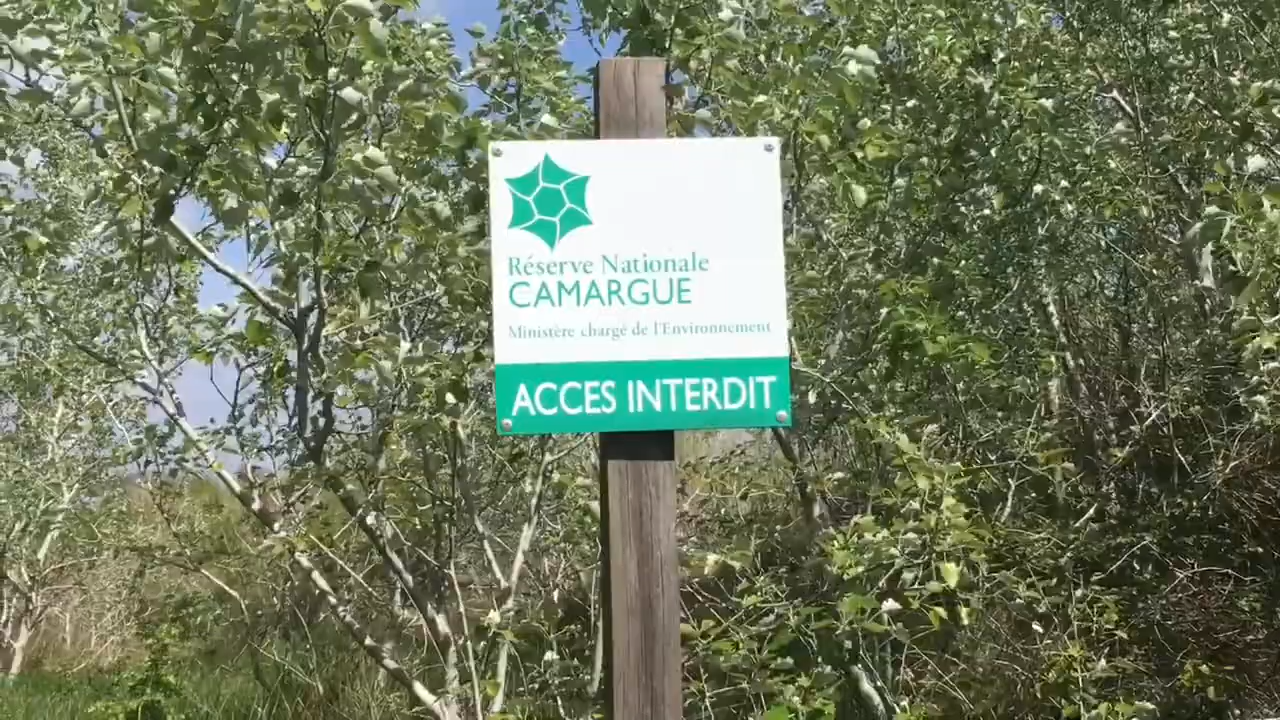 Réserve Nationale
CAMARGUE
Ministère chargé de l'Environnement
ACCES INTERDIT